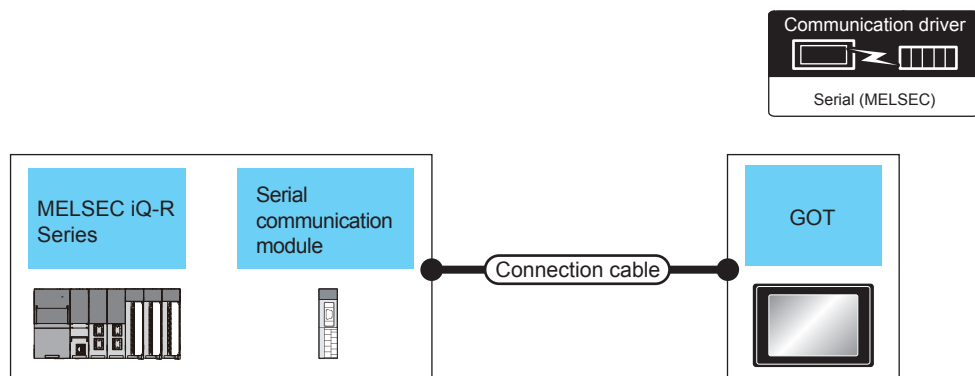 Communication driver
Serial (MELSEC)
MELSEC iQ-R
Series
Serial
communication
module
Connection cable
GOT